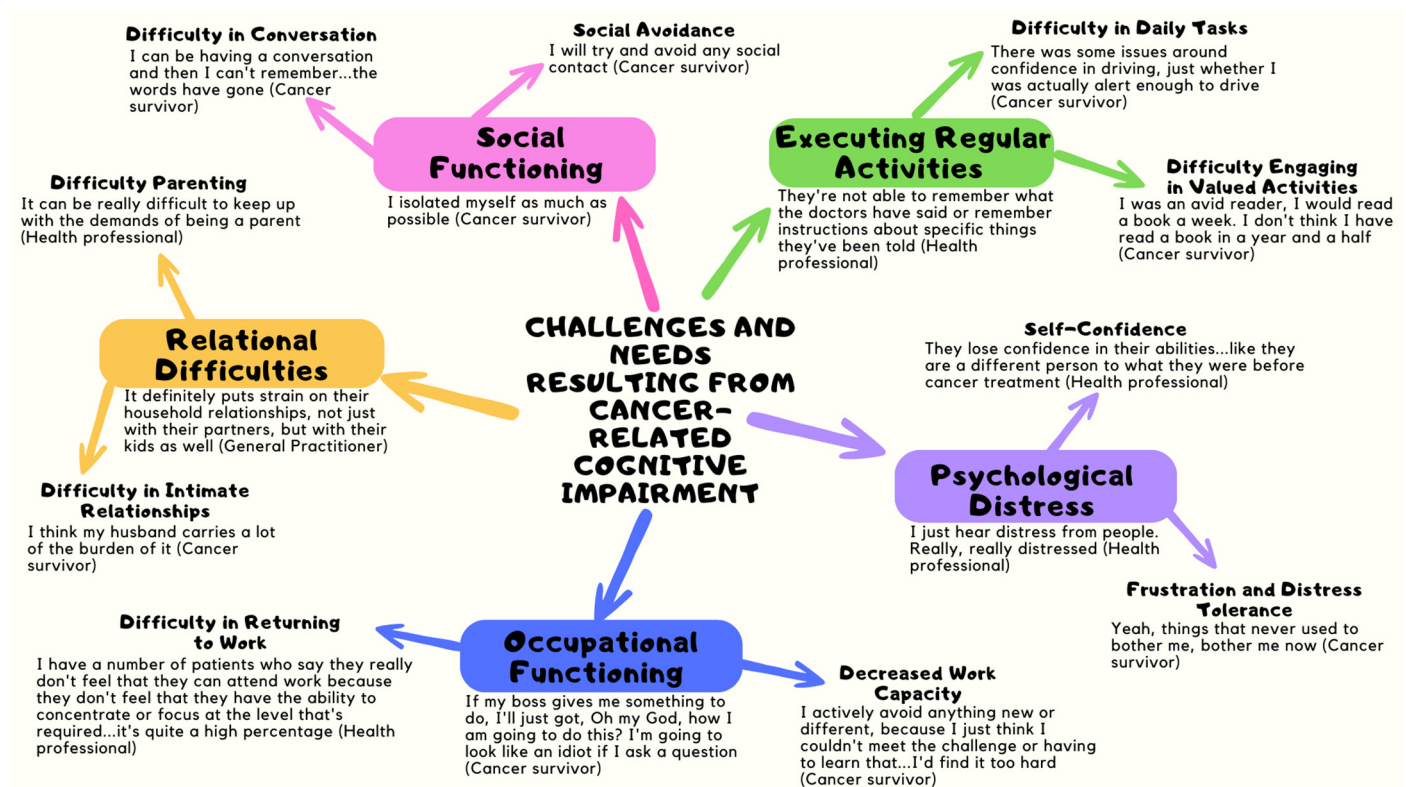 Difficulty in Conversation
I can be having a conversation
and then I can't remember...the
words have gone (Cancer
survivor)
Social Avoidance
I will try and avoid any social
contact (Cancer survivor)
Social
Functioning
I isolated myself as much as
possible (Cancer survivor)
Difficulty in Daily Tasks
There was some issues around
confidence in driving, just whether I
was actually alert enough to drive
(Cancer survivor)
Executing Regular
Activities
They're not able to remember what
the doctors have said or remember
instructions about specific things
they've been told (Health
professional)
Difficulty Engaging
in Valued Activities
I was an avid reader, I would read
a book a week. I don't think I have
read a book in a year and a half
(Cancer survivor)
Difficulty Parenting
It can be really difficult to keep up
with the demands of being a parent
(Health professional)
Relational
Difficulties
It definitely puts strain on their
household relationships, not just
with their partners, but with their
kids as well (General Practitioner)
Difficulty in Intimate
Relationships
I think my husband carries a lot
of the burden of it (Cancer
survivor)
CHALLENGES AND
NEEDS
RESULTING FROM
CANCER-
RELATED
COGNITIVE
IMPAIRMENT
Self-Confidence
They lose confidence in their abilities...like they
are a different person to what they were before
cancer treatment (Health professional)
Psychological
Distress
I just hear distress from people.
Really, really distressed (Health
professional)
Frustration and Distress
Tolerance
Yeah, things that never used to
bother me, bother me now (Cancer
survivor)
Difficulty in Returning
to Work
I have a number of patients who say they really
don't feel that they can attend work because
they don't feel that they have the ability to
concentrate or focus at the level that's
required...it's quite a high percentage (Health
professional)
Occupational
Functioning
If my boss gives me something to
do, I'll just got, Oh my God, how I
am going to do this? I'm going to
look like an idiot if I ask a question
(Cancer survivor)
Decreased Work
Capacity
I actively avoid anything new or
different, because I just think I
couldn't meet the challenge or having
to learn that...I'd find it too hard
(Cancer survivor)